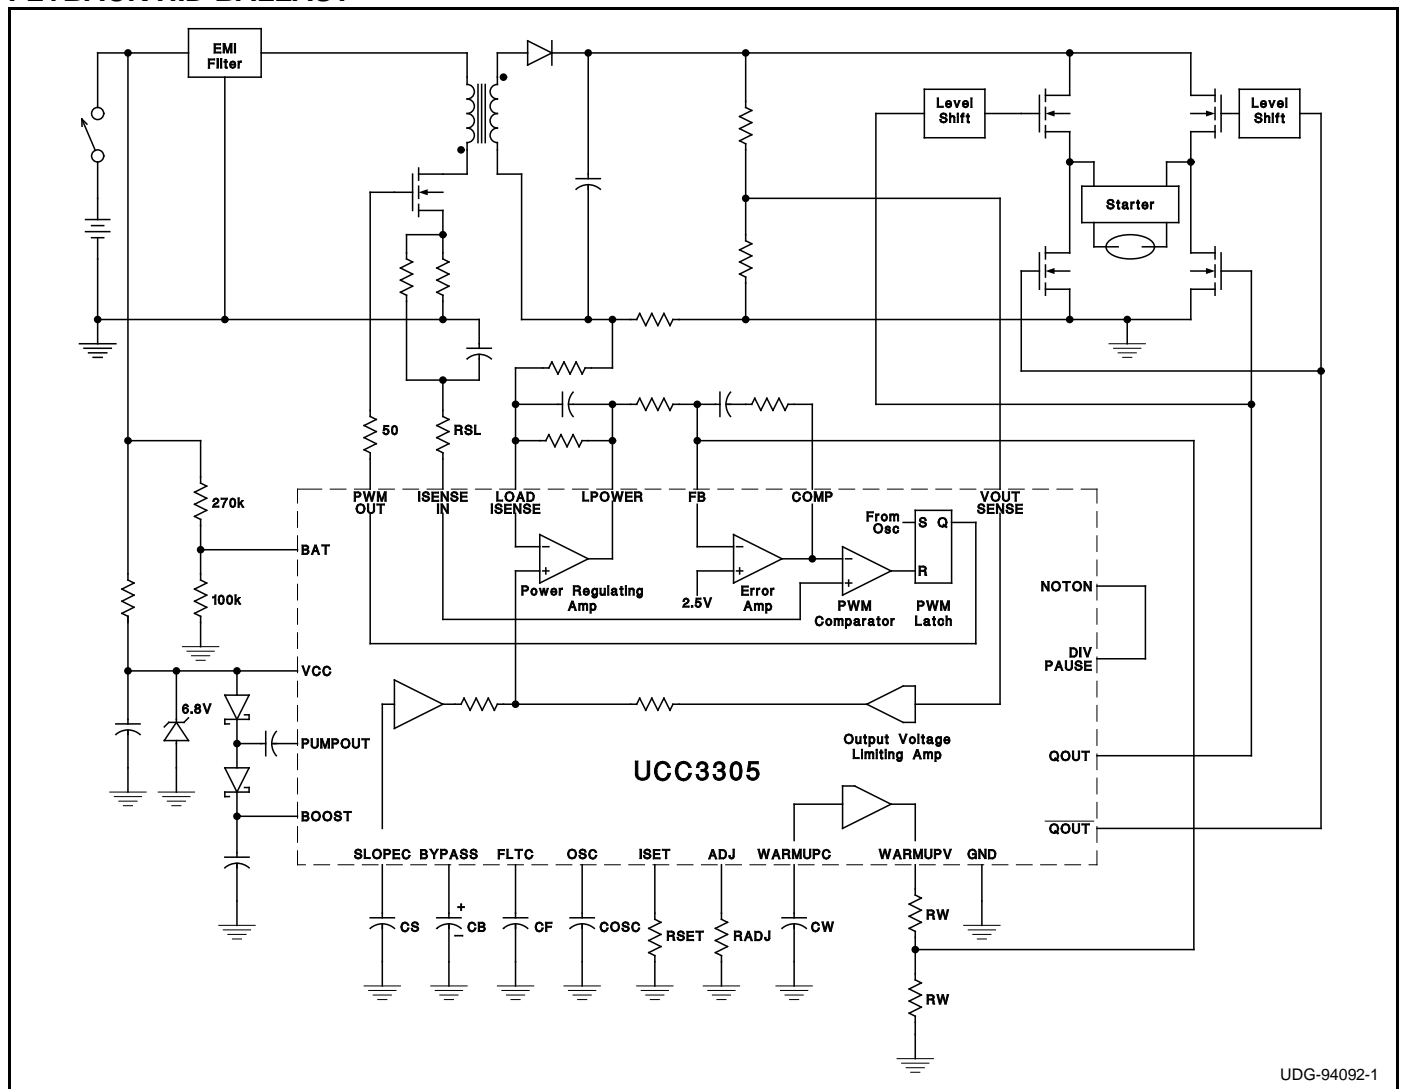 EMI
Filter
Level
Shift
Level
Shift
Starter
50
RSL
270k
100k
PWM
OUT
ISENSE
IN
LOAD
ISENSE
LPOWER
FB
COMP
VOUT
SENSE
From
Osc
S Q
R
BAT
Power Regulating
Amp
2.5V
Error
Amp
PWM
Comparator
PWM
Latch
NOTON
DIV
PAUSE
VCC
6.8V
PUMPOUT
Output Voltage
Limiting Amp
QOUT
UCC3305
BOOST
QOUT
SLOPEC
BYPASS
FLTC
OSC
ISET
ADJ
WARMUPC
WARMUPV
GND
CS
+
CB
−
CF
COSC
RSET
RADJ
CW
RW
RW
UDG-94092-1